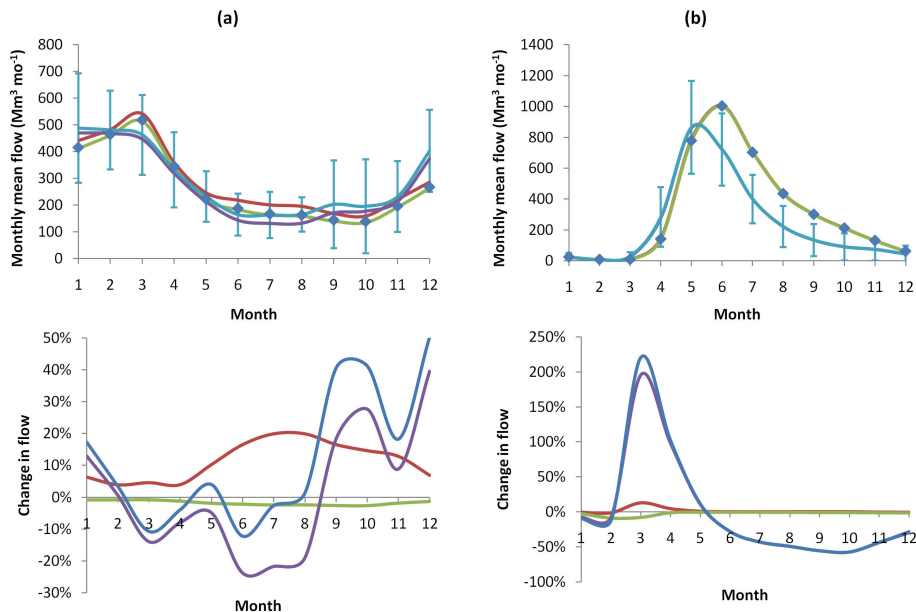 (a)
Monthly mean flow (Mm³ mo⁻¹)
800
700
600
500
400
300
200
100
0
1 2 3 4 5 6 7 8 9 10 11 12
Month
(b)
Monthly mean flow (Mm³ mo⁻¹)
1400
1200
1000
800
600
400
200
0
1 2 3 4 5 6 7 8 9 10 11 12
Month
Change in flow
50%
40%
30%
20%
10%
0%
-10%
-20%
-30%
1 2 3 4 5 6 7 8 9 10 11 12
Month
Change in flow
250%
200%
150%
100%
50%
0%
-50%
-100%
1 2 3 4 5 6 7 8 9 10 11 12
Month